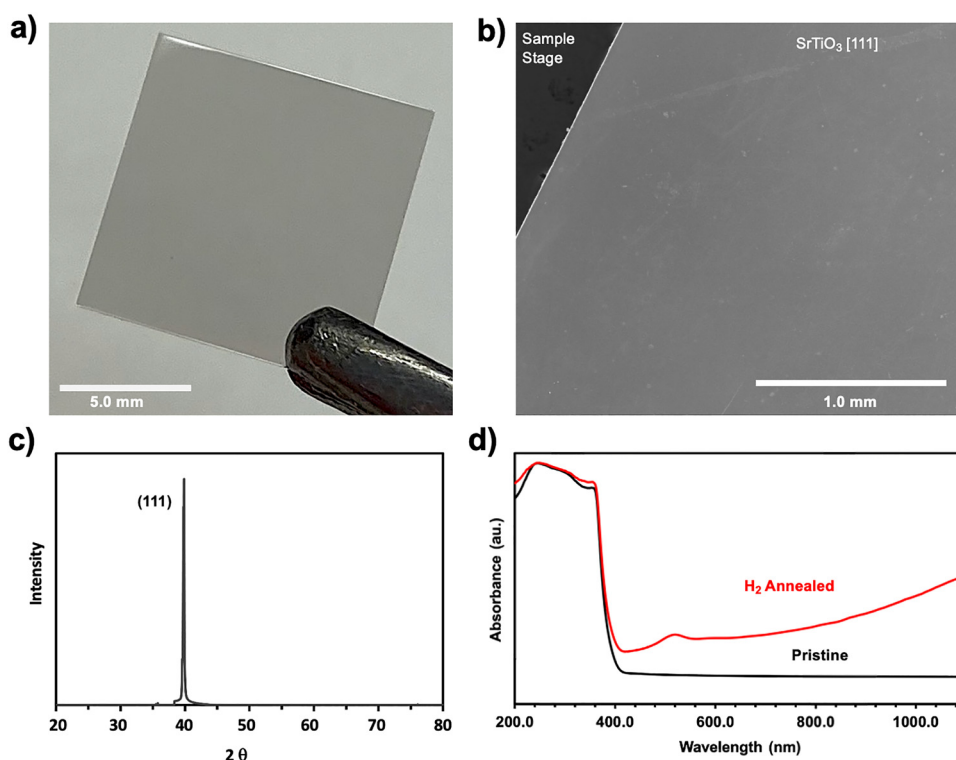 a)
5.0 mm
b)
Sample
Stage
SrTiO₃ [111]
1.0 mm
c)
Intensity
(111)
20 30 40 50 60 70 80
2 θ
d)
Absorbance (au.)
H₂ Annealed
Pristine
200.0 400.0 600.0 800.0 1000.0
Wavelength (nm)